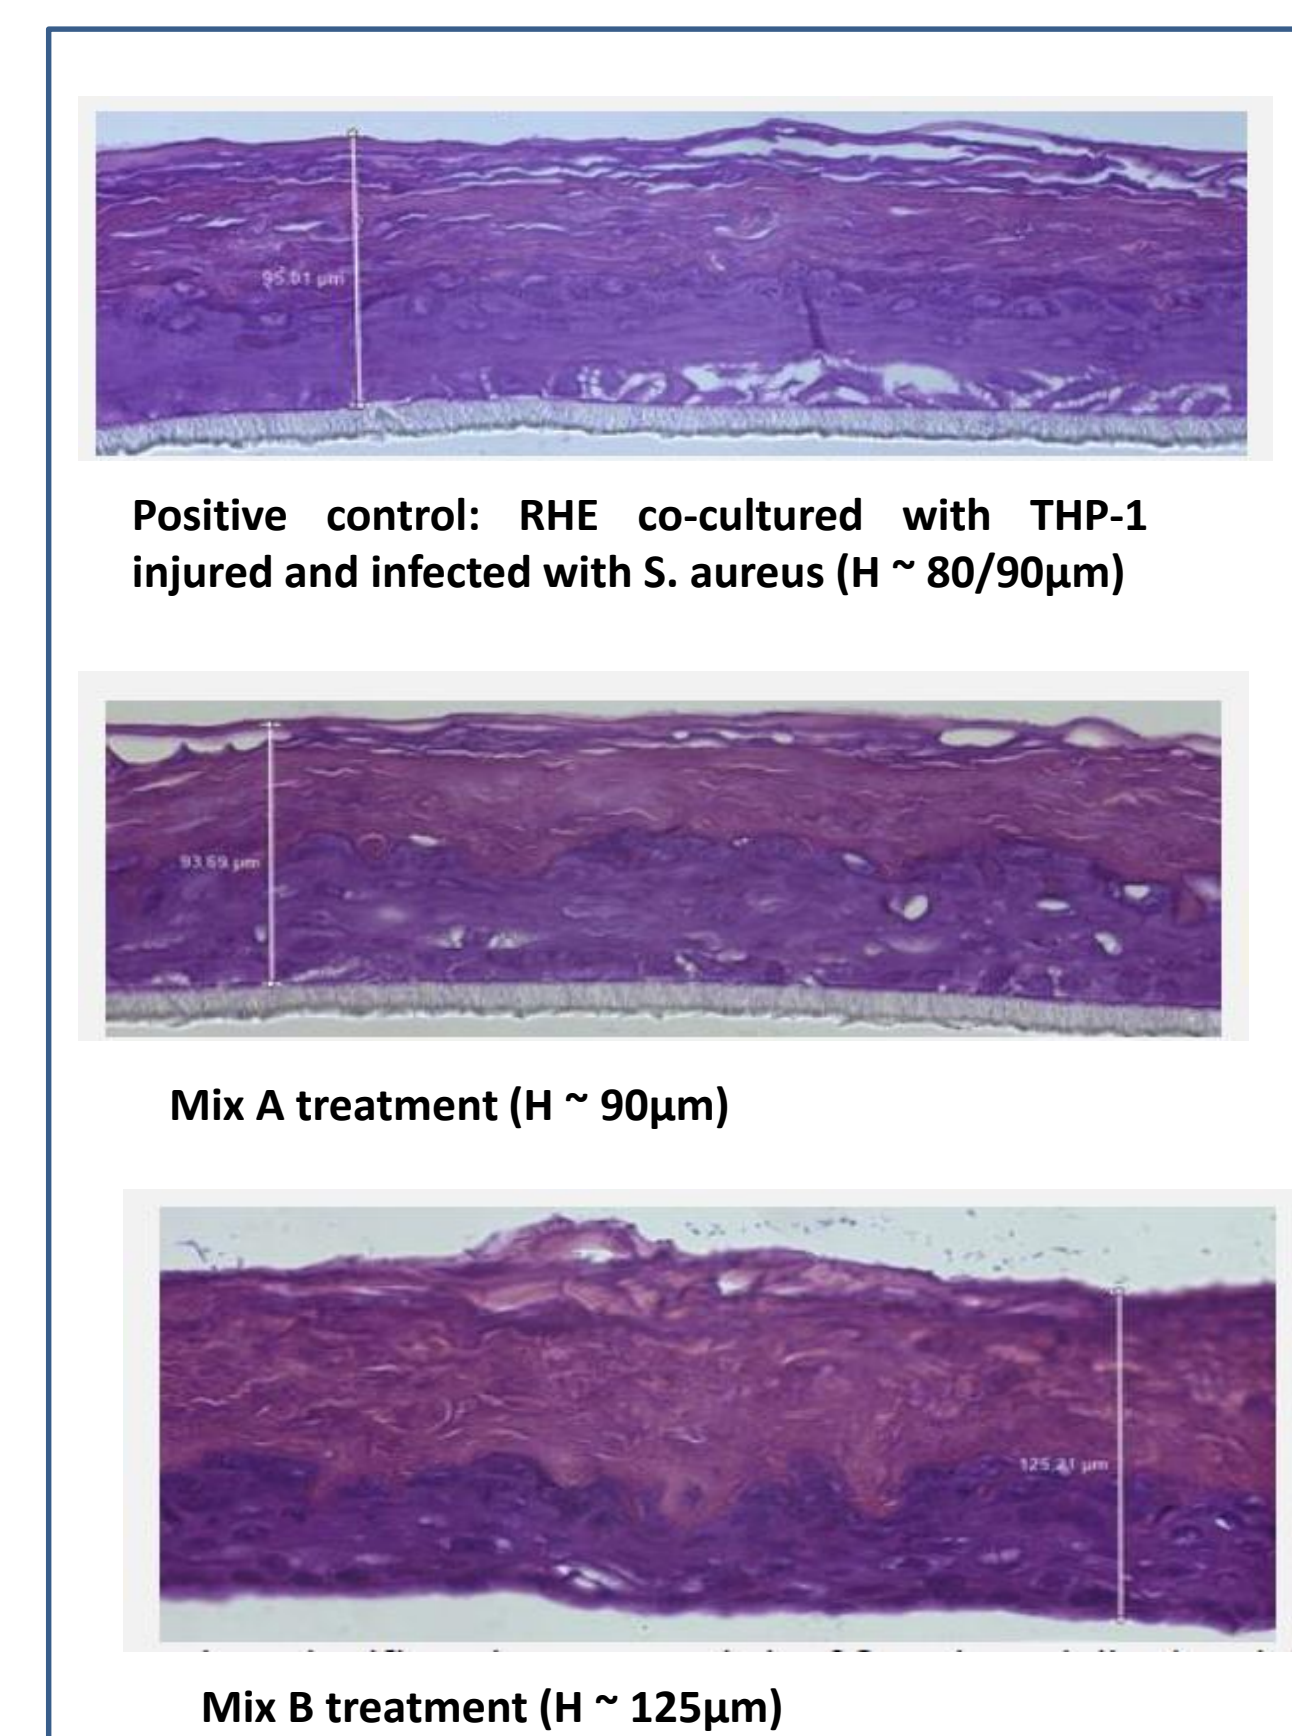 95.01 µm
Positive control: RHE co-cultured with THP-1
injured and infected with S. aureus (H ~ 80/90µm)
93.69 µm
Mix A treatment (H ~ 90µm)
125.21 µm
Mix B treatment (H ~ 125µm)